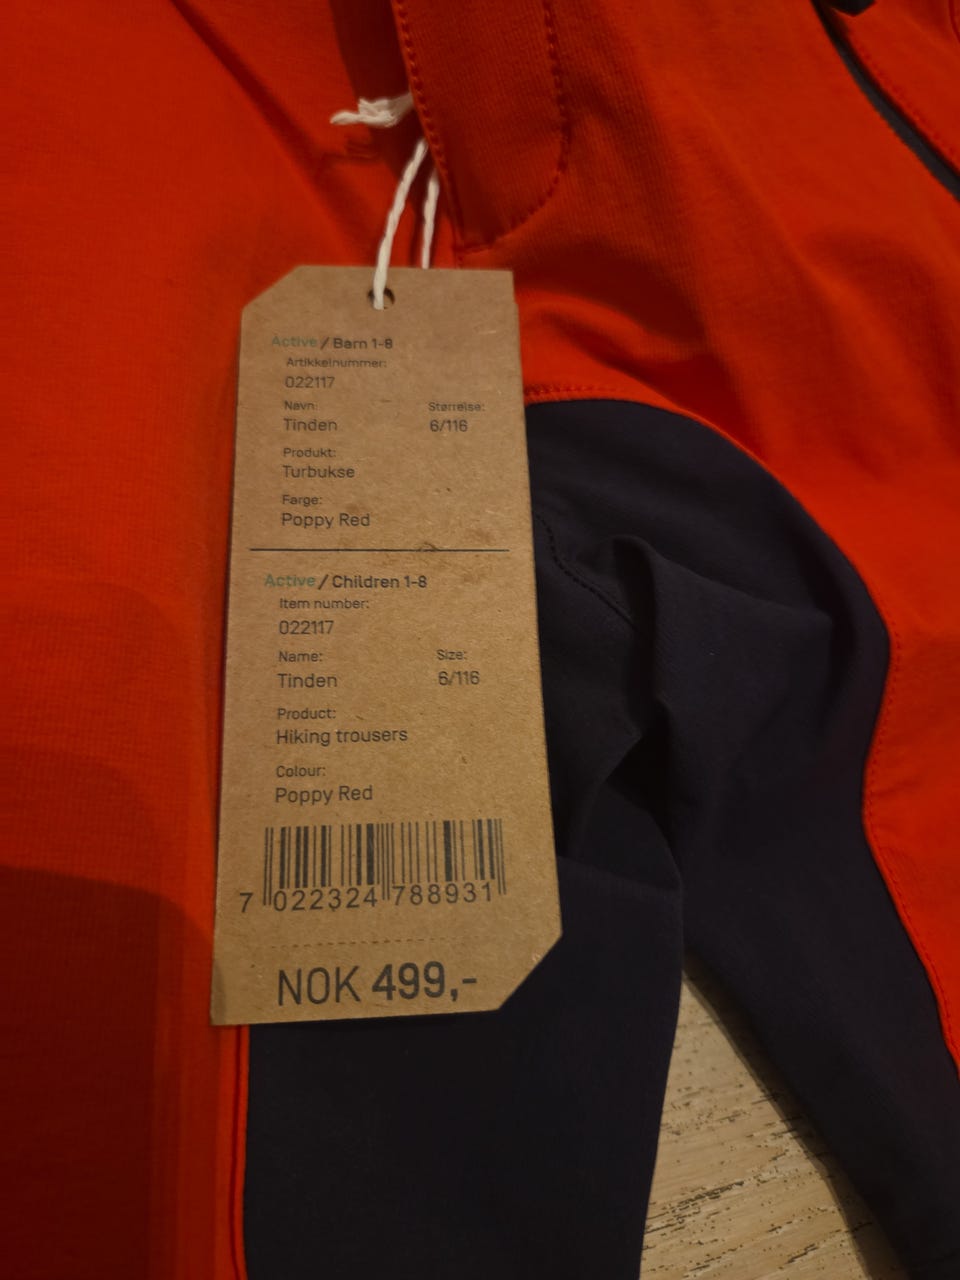 Active / Barn 1-8
Artikkelnummer:
022117
Navn: Størrelse:
Tinden 6/116
Produkt:
Turbukse
Farge:
Poppy Red
Active / Children 1-8
Item number:
022117
Name: Size:
Tinden 6/116
Product:
Hiking trousers
Colour:
Poppy Red
7 022324 788931
NOK 499,-